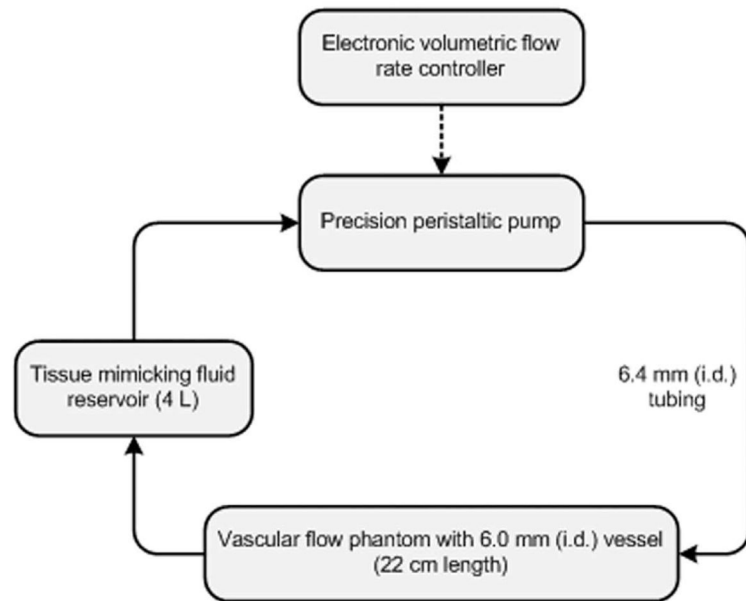 Electronic volumetric flow
rate controller
Precision peristaltic pump
Tissue mimicking fluid
reservoir (4 L)
6.4 mm (i.d.)
tubing
Vascular flow phantom with 6.0 mm (i.d.) vessel
(22 cm length)